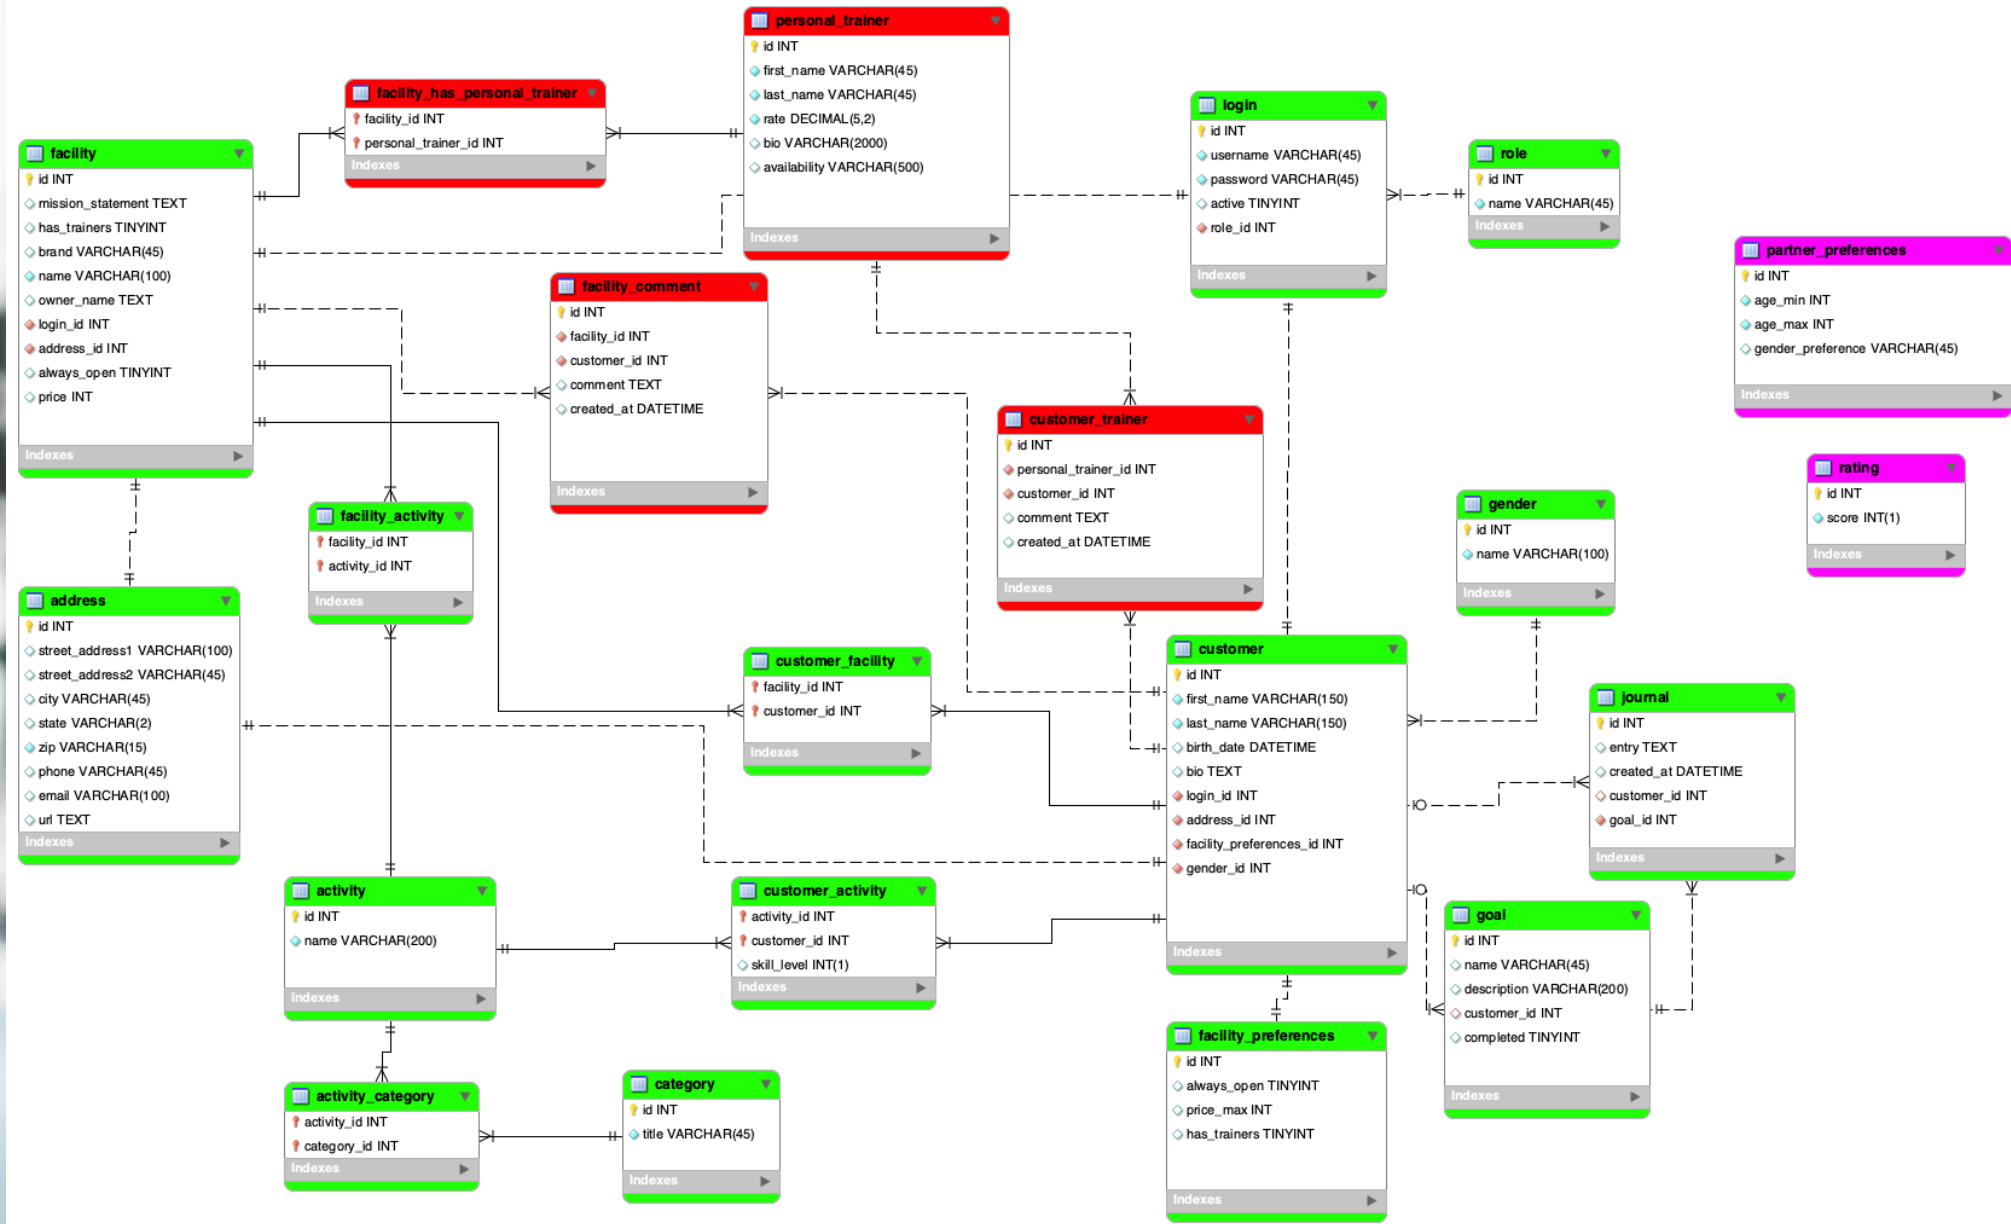 personal_trainer
id INT
first_name VARCHAR(45)
last_name VARCHAR(45)
rate DECIMAL(5,2)
bio VARCHAR(2000)
availability VARCHAR(500)
Indexes
facility_has_personal_trainer
facility_id INT
personal_trainer_id INT
Indexes
login
id INT
username VARCHAR(45)
password VARCHAR(45)
active TINYINT
role_id INT
Indexes
role
id INT
name VARCHAR(45)
Indexes
facility
id INT
mission_statement TEXT
has_trainers TINYINT
brand VARCHAR(45)
name VARCHAR(100)
owner_name TEXT
login_id INT
address_id INT
always_open TINYINT
price INT
Indexes
partner_preferences
id INT
age_min INT
age_max INT
gender_preference VARCHAR(45)
Indexes
facility_comment
id INT
facility_id INT
customer_id INT
comment TEXT
created_at DATETIME
Indexes
customer_trainer
id INT
personal_trainer_id INT
customer_id INT
comment TEXT
created_at DATETIME
Indexes
rating
id INT
score INT(1)
Indexes
gender
id INT
name VARCHAR(100)
Indexes
facility_activity
facility_id INT
activity_id INT
Indexes
address
id INT
street_address1 VARCHAR(100)
street_address2 VARCHAR(45)
city VARCHAR(45)
state VARCHAR(2)
zip VARCHAR(15)
phone VARCHAR(45)
email VARCHAR(100)
url TEXT
Indexes
customer_facility
facility_id INT
customer_id INT
Indexes
customer
id INT
first_name VARCHAR(150)
last_name VARCHAR(150)
birth_date DATETIME
bio TEXT
login_id INT
address_id INT
facility_preferences_id INT
gender_id INT
Indexes
journal
id INT
entry TEXT
created_at DATETIME
customer_id INT
goal_id INT
Indexes
activity
id INT
name VARCHAR(200)
Indexes
customer_activity
activity_id INT
customer_id INT
skill_level INT(1)
Indexes
goal
id INT
name VARCHAR(45)
description VARCHAR(200)
customer_id INT
completed TINYINT
Indexes
facility_preferences
id INT
always_open TINYINT
price_max INT
has_trainers TINYINT
Indexes
activity_category
activity_id INT
category_id INT
Indexes
category
id INT
title VARCHAR(45)
Indexes